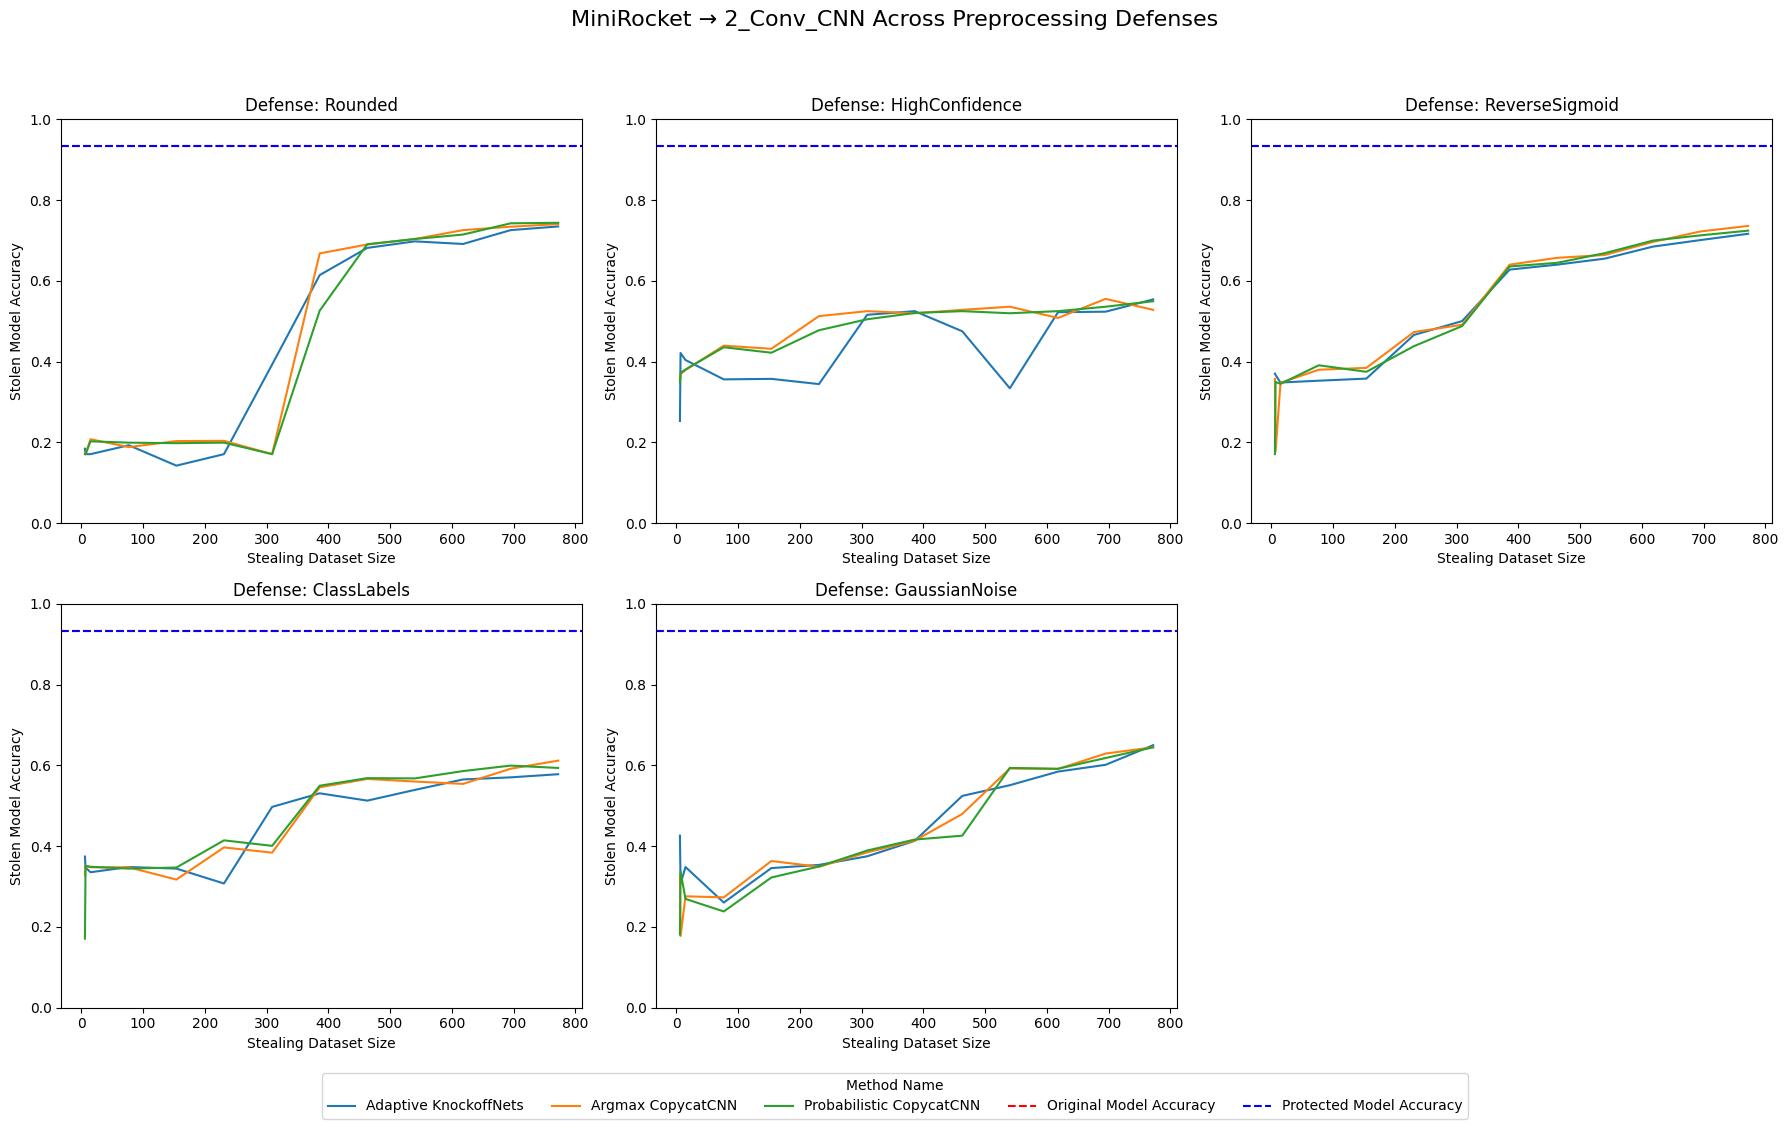 MiniRocket → 2_Conv_CNN Across Preprocessing Defenses
Defense: Rounded
1.0
0.8
0.6
0.4
0.2
0.0
Stolen Model Accuracy
0 100 200 300 400 500 600 700 800
Stealing Dataset Size
Defense: HighConfidence
1.0
0.8
0.6
0.4
0.2
0.0
Stolen Model Accuracy
0 100 200 300 400 500 600 700 800
Stealing Dataset Size
Defense: ReverseSigmoid
1.0
0.8
0.6
0.4
0.2
0.0
Stolen Model Accuracy
0 100 200 300 400 500 600 700 800
Stealing Dataset Size
Defense: ClassLabels
1.0
0.8
0.6
0.4
0.2
0.0
Stolen Model Accuracy
0 100 200 300 400 500 600 700 800
Stealing Dataset Size
Defense: GaussianNoise
1.0
0.8
0.6
0.4
0.2
0.0
Stolen Model Accuracy
0 100 200 300 400 500 600 700 800
Stealing Dataset Size
Method Name
Adaptive KnockoffNets Argmax CopycatCNN Probabilistic CopycatCNN Original Model Accuracy Protected Model Accuracy